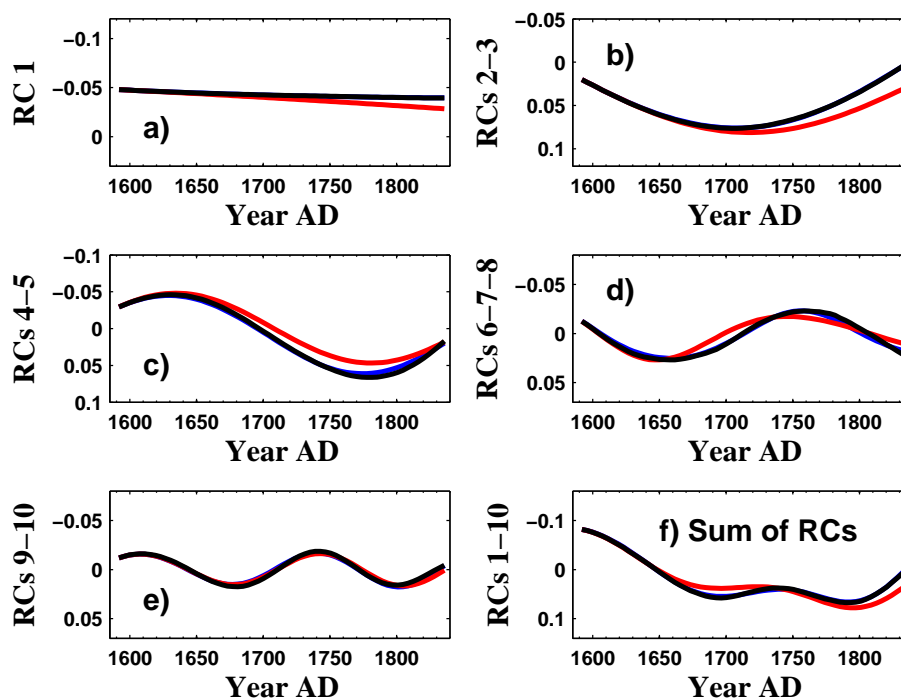 −0.1
−0.05
0
RC 1
a)
1600 1650 1700 1750 1800
Year AD
−0.05
0
0.05
0.1
RCs 2−3
b)
1600 1650 1700 1750 1800
Year AD
−0.1
−0.05
0
0.05
0.1
RCs 4−5
c)
1600 1650 1700 1750 1800
Year AD
−0.05
0
0.05
RCs 6−7−8
d)
1600 1650 1700 1750 1800
Year AD
−0.05
0
0.05
RCs 9−10
e)
1600 1650 1700 1750 1800
Year AD
−0.1
0
0.1
RCs 1−10
f) Sum of RCs
1600 1650 1700 1750 1800
Year AD